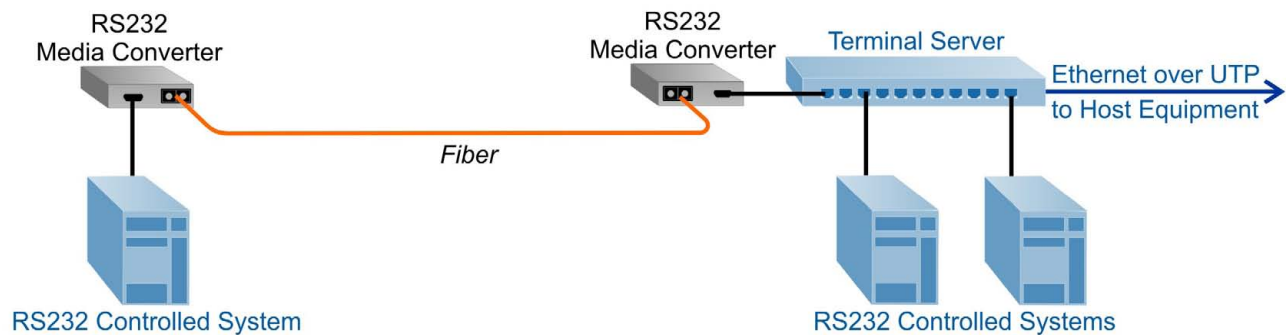 RS232
Media Converter
RS232
Media Converter
Terminal Server
Ethernet over UTP
to Host Equipment
Fiber
RS232 Controlled System
RS232 Controlled Systems